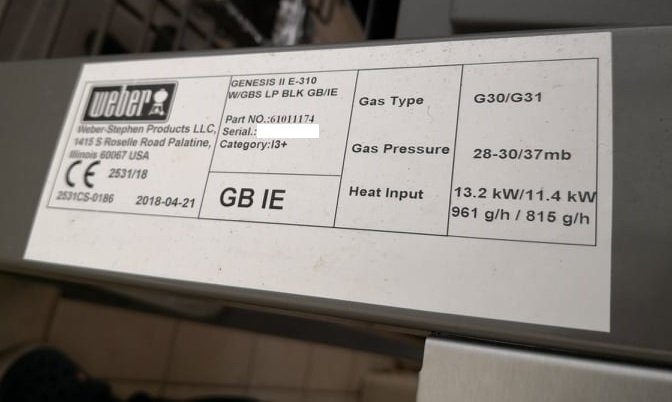 weber
Weber-Stephen Products LLC,
1415 S Roselle Road Palatine,
Illinois 60067 USA
CE 2531/18
2531CS-0186 2018-04-21
GENESIS II E-310
W/GBS LP BLK GB/IE
Part NO.:61011174
Serial.:
Category:I3+
GB IE
Gas Type G30/G31
Gas Pressure 28-30/37mb
Heat Input 13.2 kW/11.4 kW
961 g/h / 815 g/h